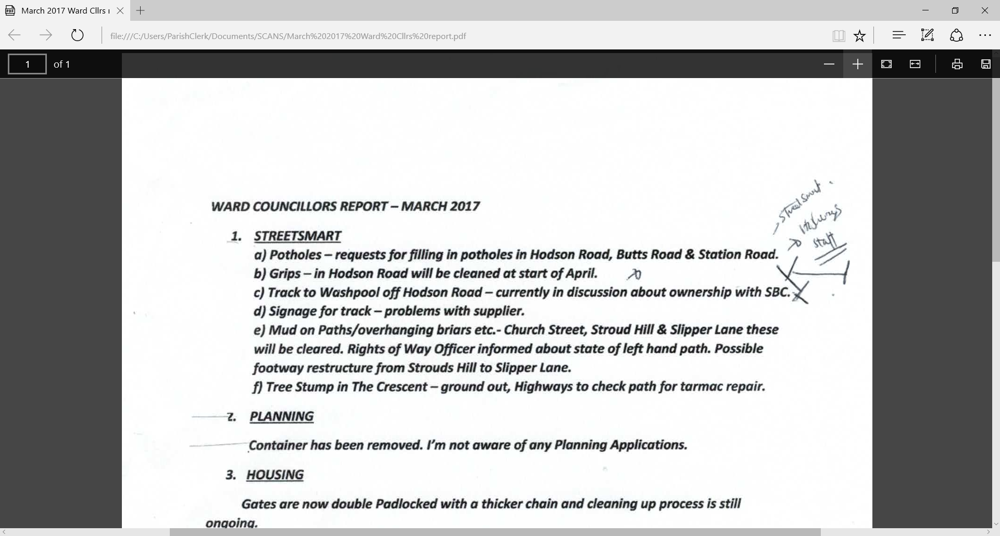 March 2017 Ward Cllrs r
file:///C:/Users/ParishClerk/Documents/SCANS/March%202017%20Ward%20Cllrs%20report.pdf
1 of 1
WARD COUNCILLORS REPORT – MARCH 2017
1. STREETSMART
a) Potholes – requests for filling in potholes in Hodson Road, Butts Road & Station Road.
b) Grips – in Hodson Road will be cleaned at start of April.
c) Track to Washpool off Hodson Road – currently in discussion about ownership with SBC.
d) Signage for track – problems with supplier.
e) Mud on Paths/overhanging briars etc.- Church Street, Stroud Hill & Slipper Lane these
will be cleared. Rights of Way Officer informed about state of left hand path. Possible
footway restructure from Strouds Hill to Slipper Lane.
f) Tree Stump in The Crescent – ground out, Highways to check path for tarmac repair.
2. PLANNING
Container has been removed. I'm not aware of any Planning Applications.
3. HOUSING
Gates are now double Padlocked with a thicker chain and cleaning up process is still
ongoing.
Streetsmart
Highways
staff